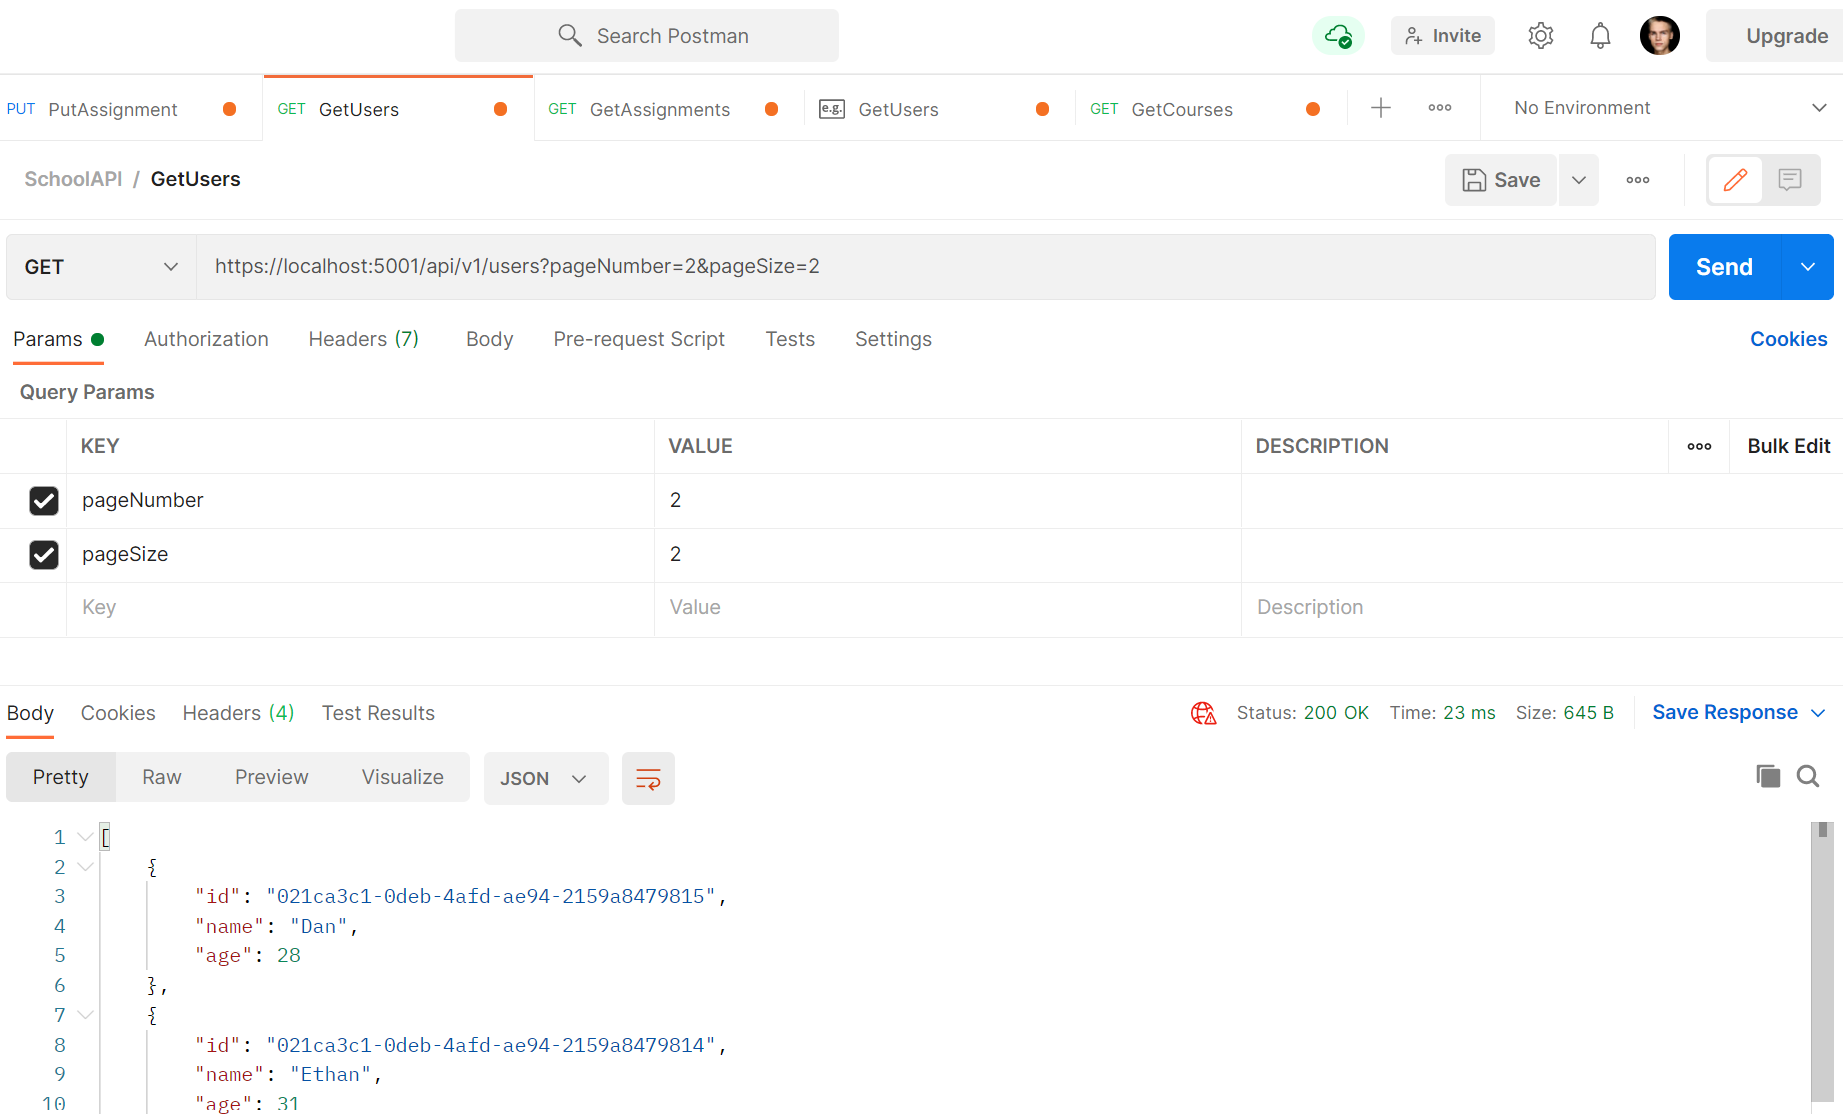 Search Postman
Invite
Upgrade
PUT PutAssignment
GET GetUsers
GET GetAssignments
e.g. GetUsers
GET GetCourses
No Environment
SchoolAPI / GetUsers
Save
GET
https://localhost:5001/api/v1/users?pageNumber=2&pageSize=2
Send
Params Authorization Headers (7) Body Pre-request Script Tests Settings Cookies
Query Params
KEY VALUE DESCRIPTION Bulk Edit
pageNumber 2
pageSize 2
Key Value Description
Body Cookies Headers (4) Test Results
Status: 200 OK Time: 23 ms Size: 645 B Save Response
Pretty Raw Preview Visualize JSON
1 [
2 {
3 "id": "021ca3c1-0deb-4afd-ae94-2159a8479815",
4 "name": "Dan",
5 "age": 28
6 },
7 {
8 "id": "021ca3c1-0deb-4afd-ae94-2159a8479814",
9 "name": "Ethan",
10 "age": 31